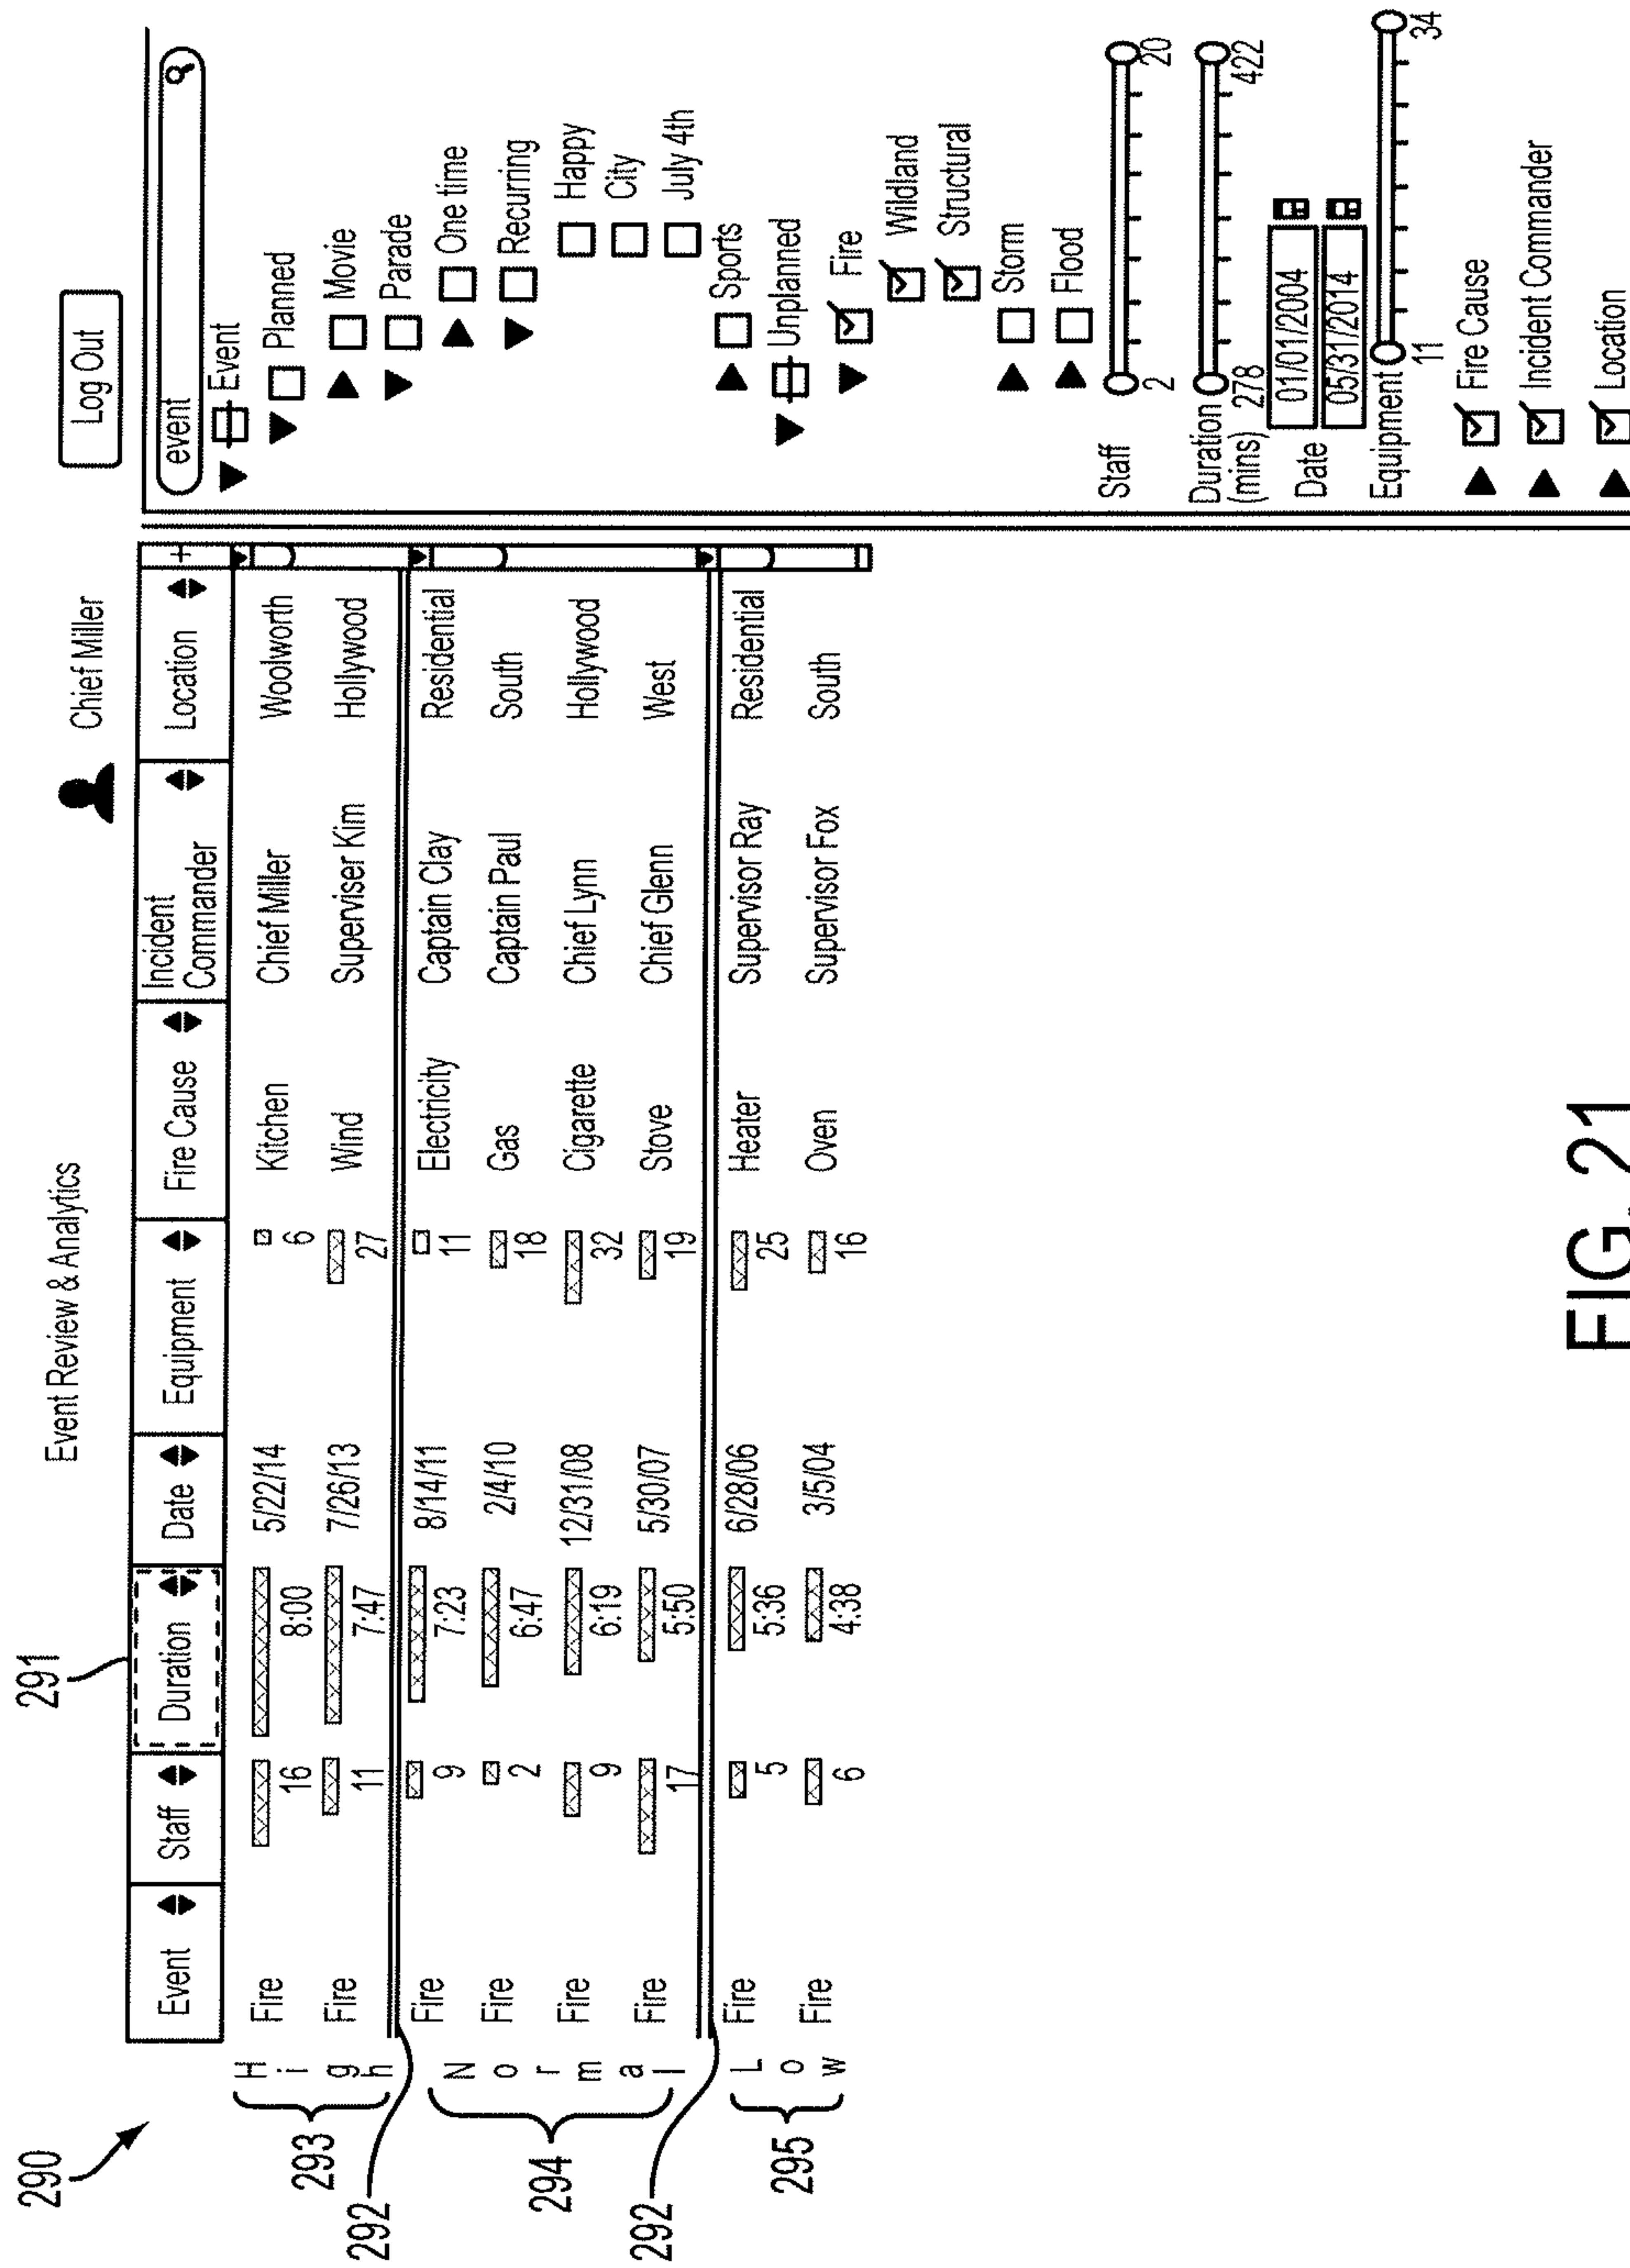 290
291
Event Review & Analytics
Chief Miller
Log Out
Event Staff Duration Date Equipment Fire Cause Incident Commander Location +
High
Fire 16 8:00 5/22/14 6 Kitchen Chief Miller Woolworth
Fire 11 7:47 7/26/13 27 Wind Superviser Kim Hollywood
293
292
Normal
Fire 9 7:23 8/14/11 11 Electricity Captain Clay Residential
Fire 2 6:47 2/4/10 18 Gas Captain Paul South
Fire 9 6:19 12/31/08 32 Cigarette Chief Lynn Hollywood
Fire 17 5:50 5/30/07 19 Stove Chief Glenn West
294
292
Low
Fire 5 5:36 6/28/06 25 Heater Supervisor Ray Residential
Fire 6 4:38 3/5/04 16 Oven Supervisor Fox South
295
event
Event
Planned
Movie
Parade
One time
Recurring
Happy
City
July 4th
Sports
Unplanned
Fire
Wildland
Structural
Storm
Flood
Staff
2 20
Duration
(mins) 278 422
Date 01/01/2004
05/31/2014
Equipment
11 34
Fire Cause
Incident Commander
Location
FIG. 21